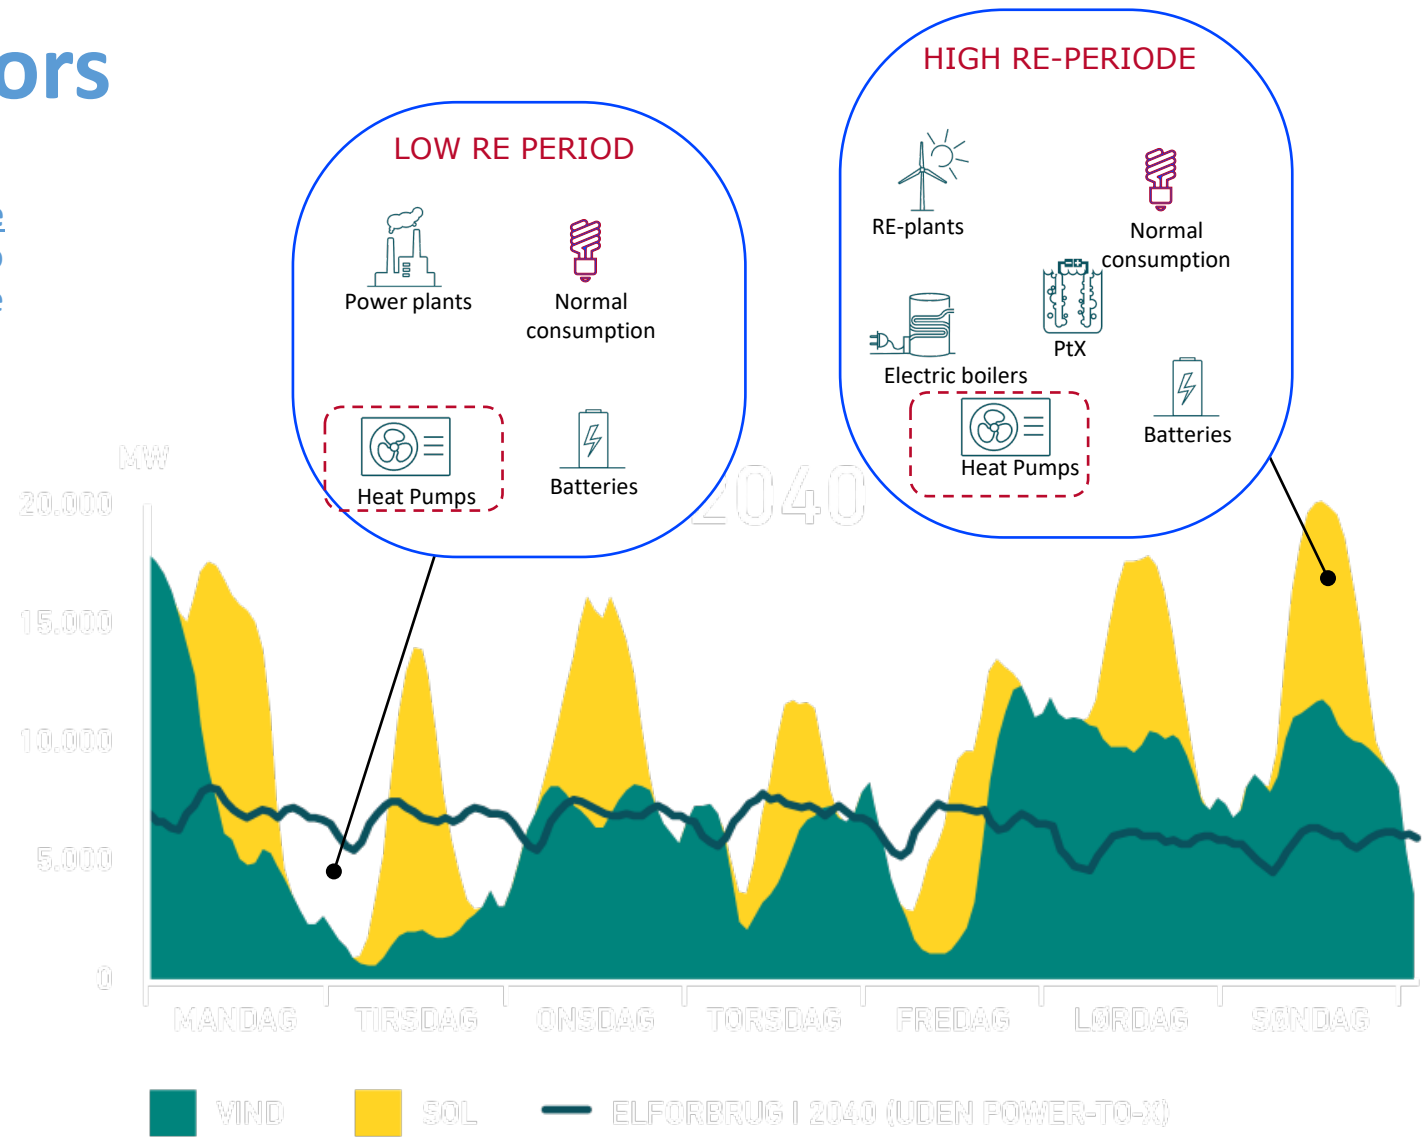 ors
e
e
HIGH RE-PERIODE
RE-plants
Normal
consumption
PtX
Electric boilers
Heat Pumps
Batteries
LOW RE PERIOD
Power plants
Normal
consumption
Heat Pumps
Batteries
2040
MW
20.000
15.000
10.000
5.000
0
MANDAG TIRSDAG ONSDAG TORSDAG FREDAG LØRDAG SØNDAG
VIND SOL ELFORBRUG I 2040 (UDEN POWER-TO-X)